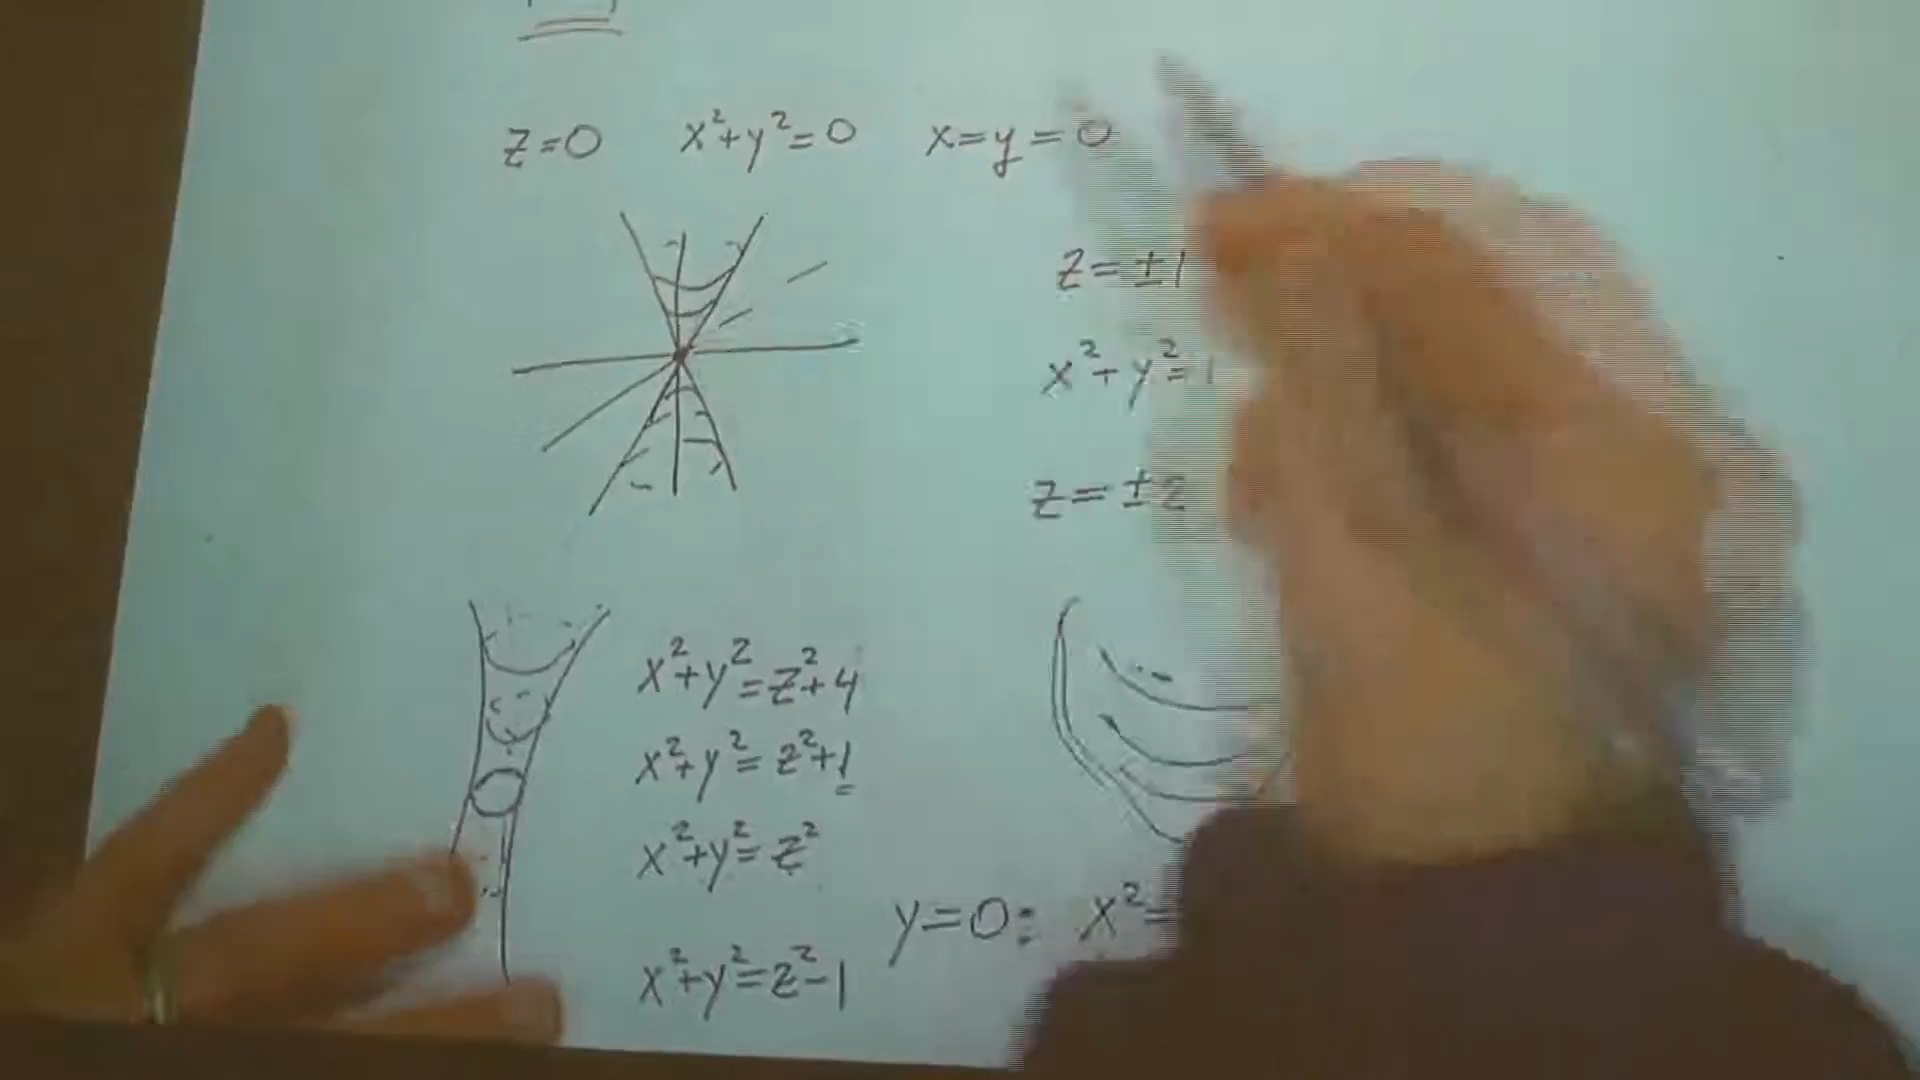 z=0 x²+y²=0 x=y=0
z=±1
x²+y²=1
z=±2
x²+y²=z²+4
x²+y²=z²+1
x²+y²=z²
y=0: x²=
x²+y²=z²-1